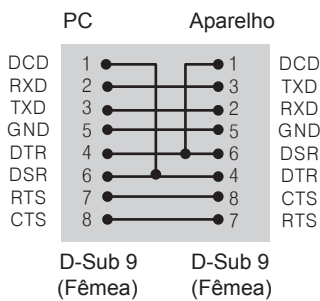 PC Aparelho
DCD 1 1 DCD
RXD 2 3 TXD
TXD 3 2 RXD
GND 5 5 GND
DTR 4 6 DSR
DSR 6 4 DTR
RTS 7 8 CTS
CTS 8 7 RTS
D-Sub 9 D-Sub 9
(Fêmea) (Fêmea)